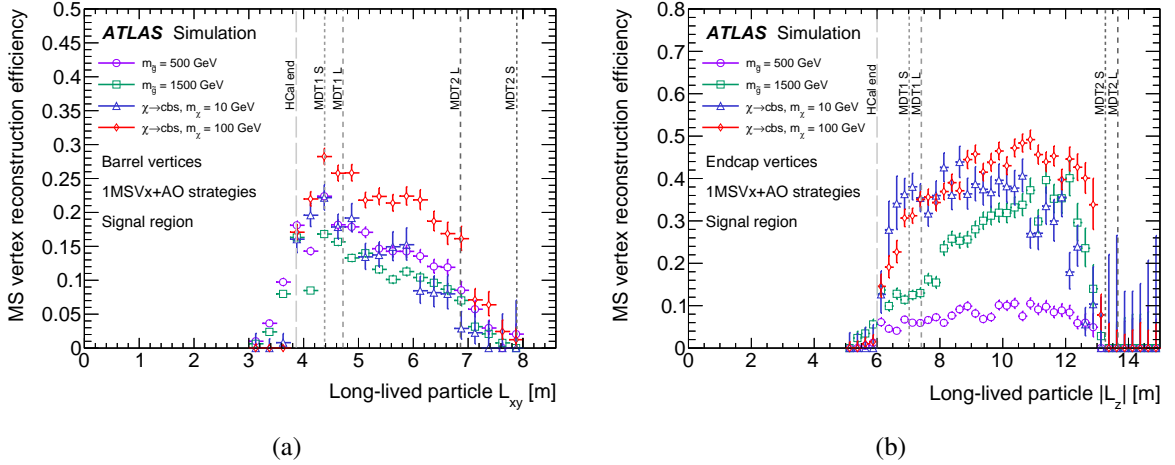 MS vertex reconstruction efficiency
0.5
0.45
0.4
0.35
0.3
0.25
0.2
0.15
0.1
0.05
0
ATLAS Simulation
m_g̃ = 500 GeV
m_g̃ = 1500 GeV
χ→cbs, m_χ = 10 GeV
χ→cbs, m_χ = 100 GeV
Barrel vertices
1MSVx+AO strategies
Signal region
HCal end
MDT1 S
MDT1 L
MDT2 L
MDT2 S
0 1 2 3 4 5 6 7 8
Long-lived particle L_xy [m]
(a)
MS vertex reconstruction efficiency
0.8
0.7
0.6
0.5
0.4
0.3
0.2
0.1
0
ATLAS Simulation
m_g̃ = 500 GeV
m_g̃ = 1500 GeV
χ→cbs, m_χ = 10 GeV
χ→cbs, m_χ = 100 GeV
Endcap vertices
1MSVx+AO strategies
Signal region
HCal end
MDT1 S
MDT1 L
MDT2 S
MDT2 L
0 2 4 6 8 10 12 14
Long-lived particle |L_z| [m]
(b)